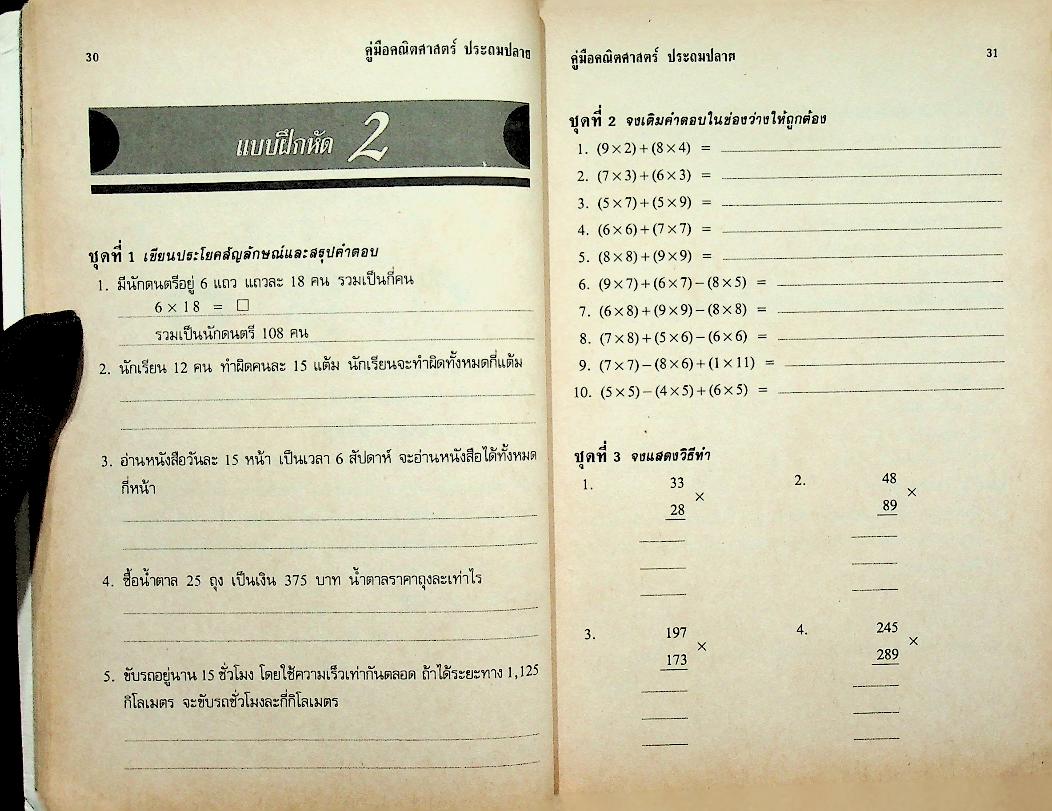 30
คู่มือคณิตศาสตร์ ประถมปลาย
แบบฝึกหัด 2
ชุดที่ 1 เขียนประโยคสัญลักษณ์และสรุปคำตอบ
1. มีนักดนตรีอยู่ 6 แถว แถวละ 18 คน รวมเป็นกี่คน
6 × 18 = □
รวมเป็นนักดนตรี 108 คน
2. นักเรียน 12 คน ทำผิดคนละ 15 แต้ม นักเรียนจะทำผิดทั้งหมดกี่แต้ม
3. อ่านหนังสือวันละ 15 หน้า เป็นเวลา 6 สัปดาห์ จะอ่านหนังสือได้ทั้งหมด
กี่หน้า
4. ซื้อน้ำตาล 25 ถุง เป็นเงิน 375 บาท น้ำตาลราคาถุงละเท่าไร
5. ขับรถอยู่นาน 15 ชั่วโมง โดยใช้ความเร็วเท่ากันตลอด ถ้าได้ระยะทาง 1,125
กิโลเมตร จะขับรถชั่วโมงละกี่กิโลเมตร
คู่มือคณิตศาสตร์ ประถมปลาย
31
ชุดที่ 2 จงเติมคำตอบในช่องว่างให้ถูกต้อง
1. (9×2)+(8×4) =
2. (7×3)+(6×3) =
3. (5×7)+(5×9) =
4. (6×6)+(7×7) =
5. (8×8)+(9×9) =
6. (9×7)+(6×7)−(8×5) =
7. (6×8)+(9×9)−(8×8) =
8. (7×8)+(5×6)−(6×6) =
9. (7×7)−(8×6)+(1×11) =
10. (5×5)−(4×5)+(6×5) =
ชุดที่ 3 จงแสดงวิธีทำ
1. 33 ×
28
2. 48 ×
89
3. 197 ×
173
4. 245 ×
289